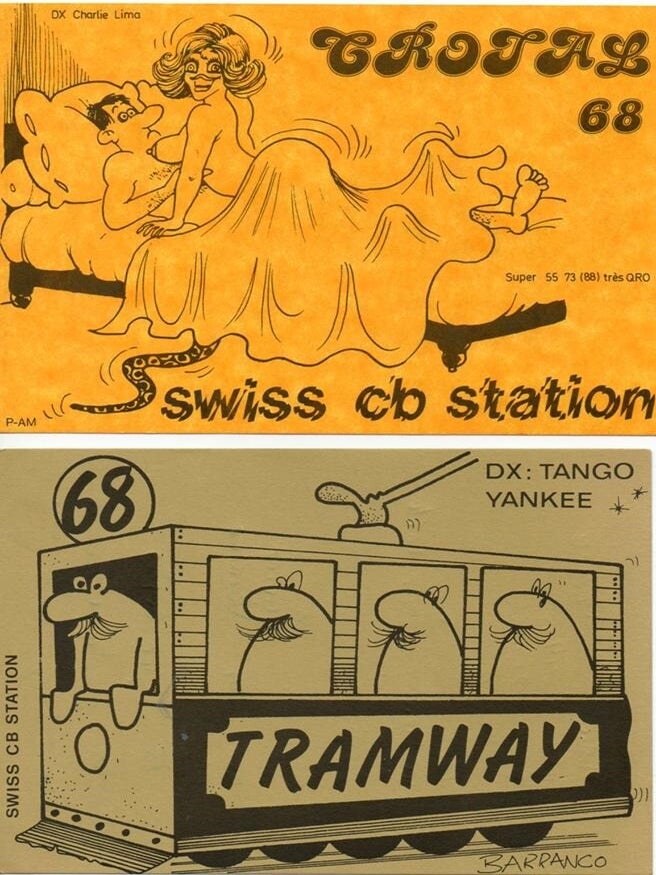 DX Charlie Lima
CROTAL
68
Super 55 73 (88) très QRO
swiss cb station
P-AM
68
DX: TANGO
YANKEE
SWISS CB STATION
TRAMWAY
BARRANCO